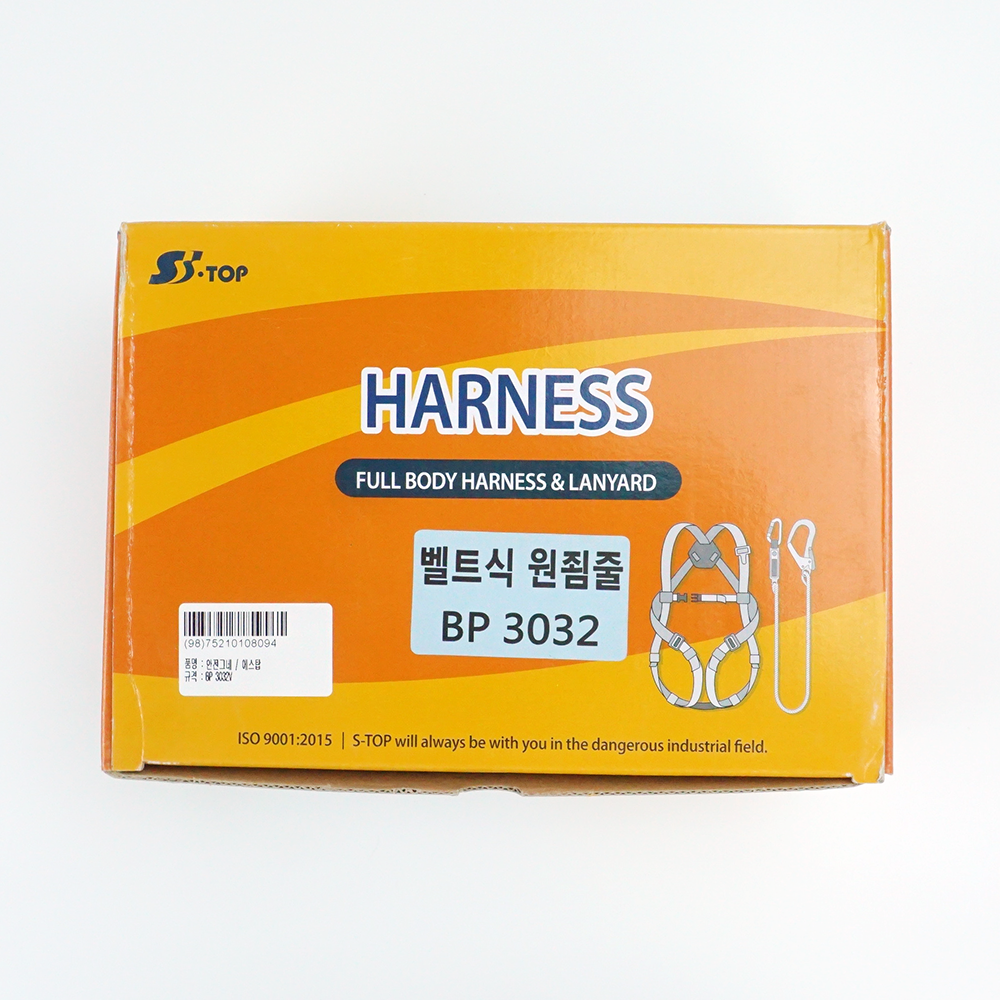 SS·TOP
HARNESS
FULL BODY HARNESS & LANYARD
벨트식 원죔줄
BP 3032
(98)75210108094
품명 : 안전그네 / 에스탑
규격 : BP 3032V
ISO 9001:2015 | S-TOP will always be with you in the dangerous industrial field.